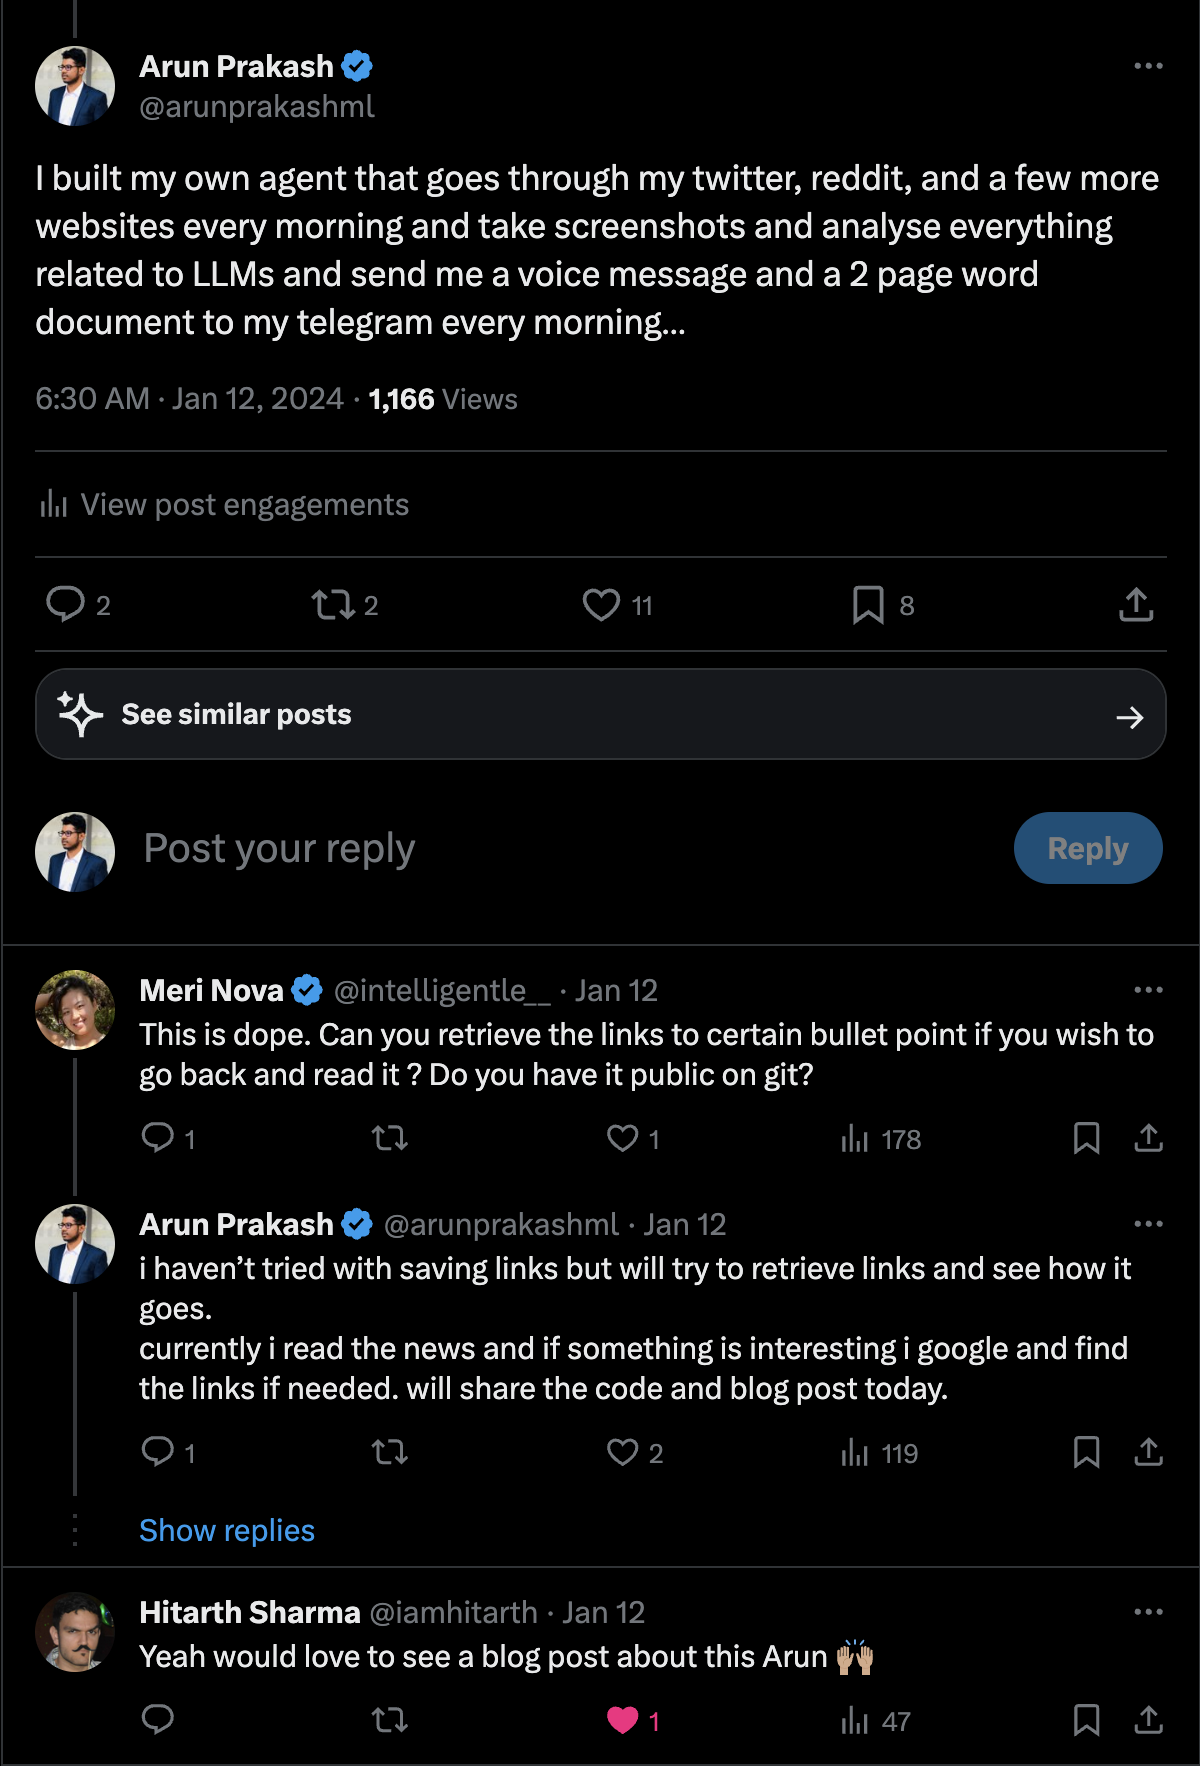 Arun Prakash
@arunprakashml
I built my own agent that goes through my twitter, reddit, and a few more
websites every morning and take screenshots and analyse everything
related to LLMs and send me a voice message and a 2 page word
document to my telegram every morning...
6:30 AM · Jan 12, 2024 · 1,166 Views
View post engagements
2 2 11 8
See similar posts
Post your reply Reply
Meri Nova @intelligentle__ · Jan 12
This is dope. Can you retrieve the links to certain bullet point if you wish to
go back and read it ? Do you have it public on git?
1 1 178
Arun Prakash @arunprakashml · Jan 12
i haven't tried with saving links but will try to retrieve links and see how it
goes.
currently i read the news and if something is interesting i google and find
the links if needed. will share the code and blog post today.
1 2 119
Show replies
Hitarth Sharma @iamhitarth · Jan 12
Yeah would love to see a blog post about this Arun 🙌🏼
1 47